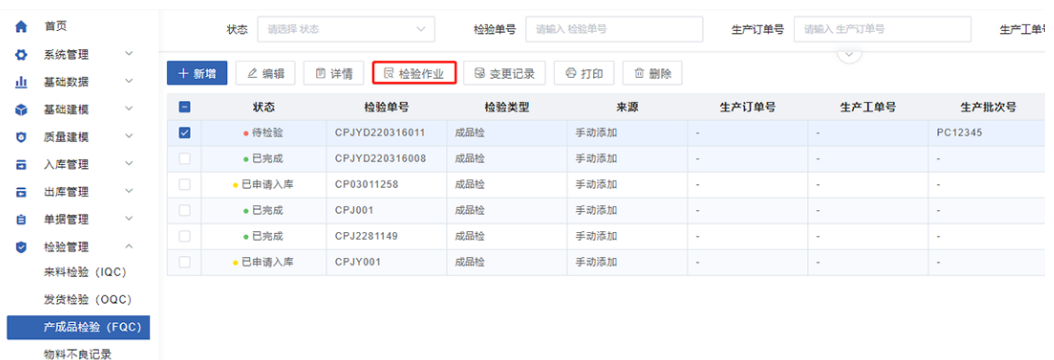 首页
系统管理
基础数据
基础建模
质量建模
入库管理
出库管理
单据管理
检验管理
来料检验 (IQC)
发货检验 (OQC)
产成品检验 (FQC)
物料不良记录
状态 请选择 状态 检验单号 请输入 检验单号 生产订单号 请输入 生产订单号 生产工单号
新增 编辑 详情 检验作业 变更记录 打印 删除
状态 检验单号 检验类型 来源 生产订单号 生产工单号 生产批次号
待检验 CPJYD220316011 成品检 手动添加 - - PC12345
已完成 CPJYD220316008 成品检 手动添加 - - -
已申请入库 CP03011258 成品检 手动添加 - - -
已完成 CPJ001 成品检 手动添加 - - -
已完成 CPJ2281149 成品检 手动添加 - - -
已申请入库 CPJY001 成品检 手动添加 - - -